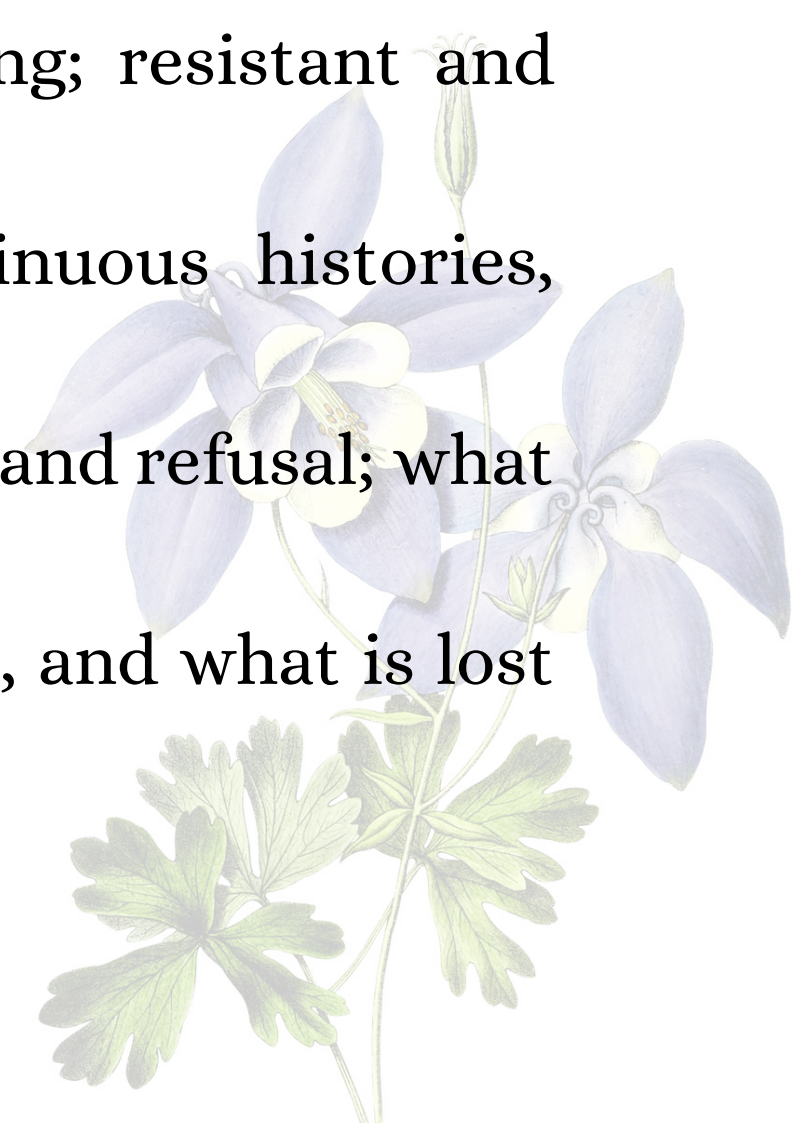 ng; resistant and
inuous histories,
and refusal; what
, and what is lost